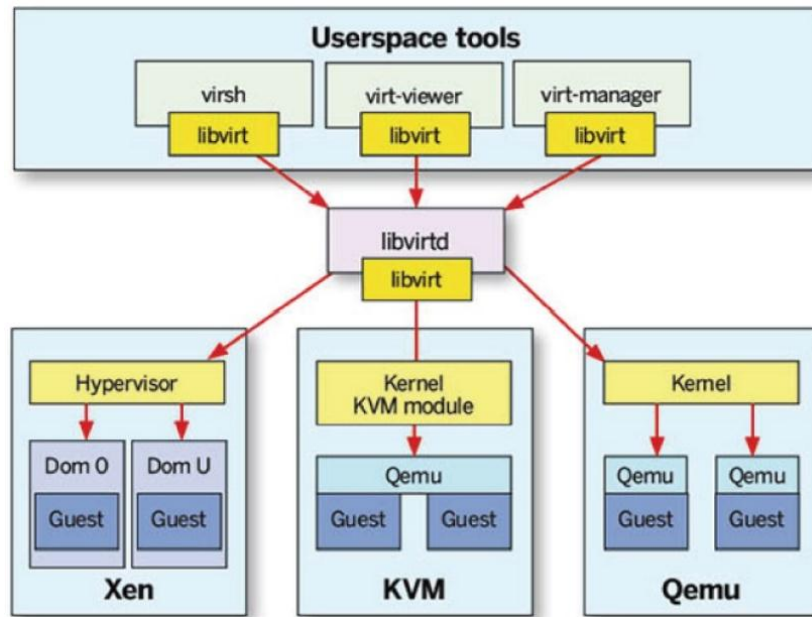 Userspace tools
virsh
virt-viewer
virt-manager
libvirt
libvirt
libvirt
libvirtd
libvirt
Hypervisor
Dom 0
Dom U
Guest
Guest
Xen
Kernel
KVM module
Qemu
Guest
Guest
KVM
Kernel
Qemu
Qemu
Guest
Guest
Qemu